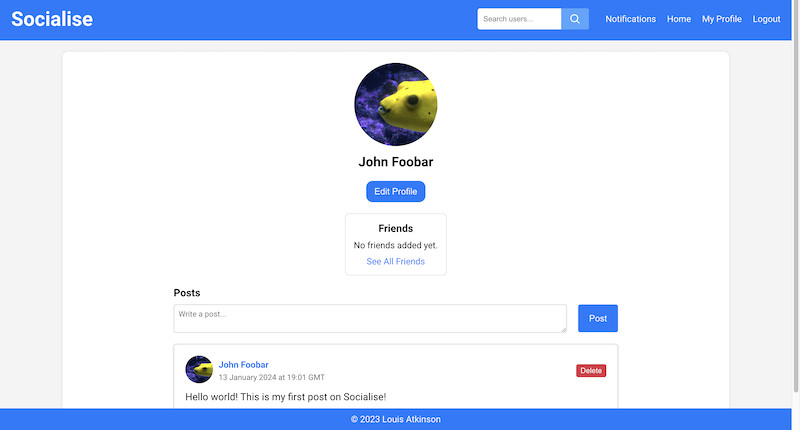 Socialise
Search users...
Notifications
Home
My Profile
Logout
John Foobar
Edit Profile
Friends
No friends added yet.
See All Friends
Posts
Write a post...
Post
John Foobar
13 January 2024 at 19:01 GMT
Delete
Hello world! This is my first post on Socialise!
© 2023 Louis Atkinson